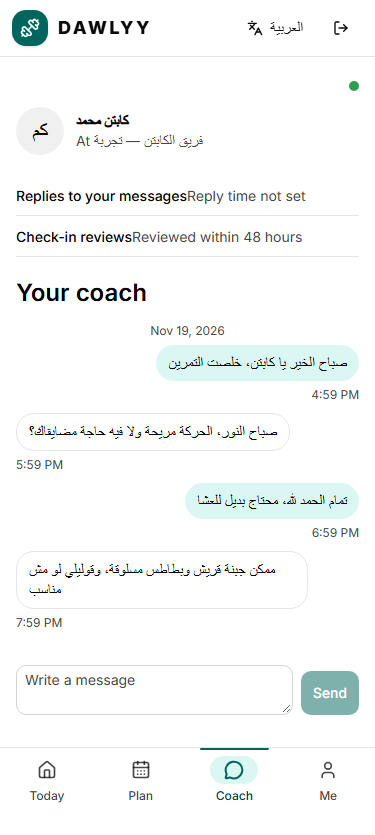 DAWLYY
العربية
كابتن محمد
كم
At فريق الكابتن — تجربة
Replies to your messages Reply time not set
Check-in reviews Reviewed within 48 hours
Your coach
Nov 19, 2026
صباح الخير يا كابتن، خلصت التمرين
4:59 PM
صباح النور، الحركة مريحة ولا فيه حاجة مضايقاك؟
5:59 PM
تمام الحمد لله، محتاج بديل للعشا
6:59 PM
ممكن جبنة قريش وبطاطس مسلوقة، وقوليلي لو مش
مناسب
7:59 PM
Write a message
Send
Today
Plan
Coach
Me